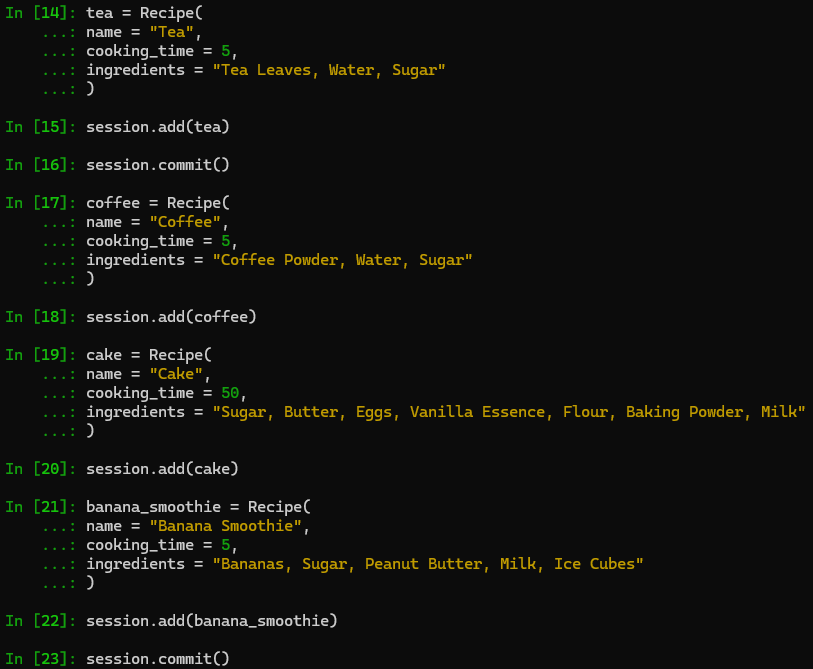 In [14]: tea = Recipe(
    ...: name = "Tea",
    ...: cooking_time = 5,
    ...: ingredients = "Tea Leaves, Water, Sugar"
    ...: )
In [15]: session.add(tea)
In [16]: session.commit()
In [17]: coffee = Recipe(
    ...: name = "Coffee",
    ...: cooking_time = 5,
    ...: ingredients = "Coffee Powder, Water, Sugar"
    ...: )
In [18]: session.add(coffee)
In [19]: cake = Recipe(
    ...: name = "Cake",
    ...: cooking_time = 50,
    ...: ingredients = "Sugar, Butter, Eggs, Vanilla Essence, Flour, Baking Powder, Milk"
    ...: )
In [20]: session.add(cake)
In [21]: banana_smoothie = Recipe(
    ...: name = "Banana Smoothie",
    ...: cooking_time = 5,
    ...: ingredients = "Bananas, Sugar, Peanut Butter, Milk, Ice Cubes"
    ...: )
In [22]: session.add(banana_smoothie)
In [23]: session.commit()